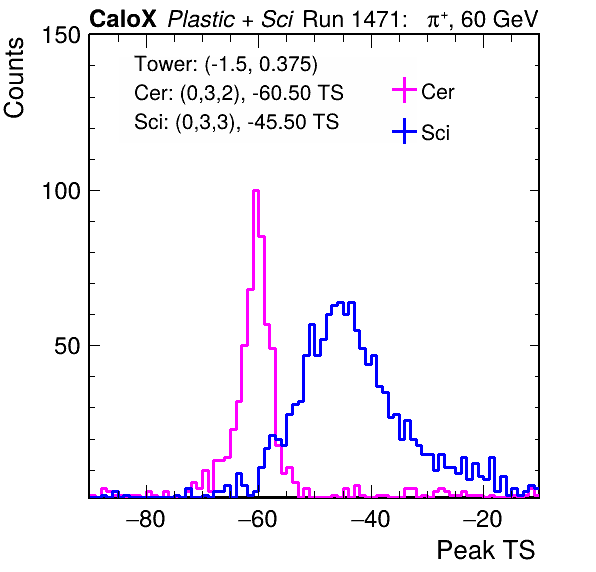 CaloX Plastic + Sci Run 1471: π⁺, 60 GeV
Counts
150
100
50
Tower: (-1.5, 0.375)
Cer: (0,3,2), -60.50 TS
Sci: (0,3,3), -45.50 TS
Cer
Sci
−80 −60 −40 −20
Peak TS